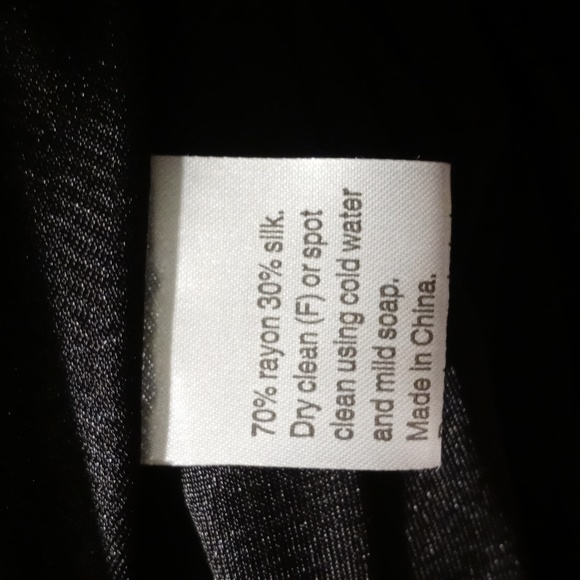 70% rayon 30% silk.
Dry clean (F) or spot
clean using cold water
and mild soap.
Made in China.